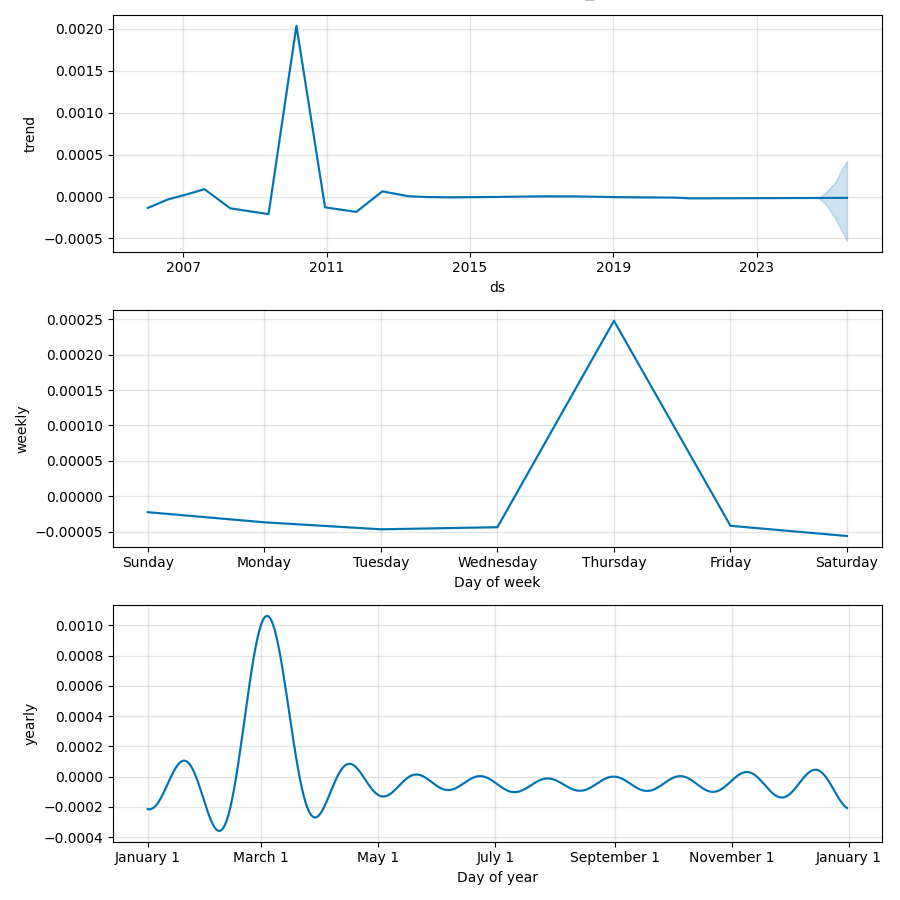 0.0020
0.0015
0.0010
0.0005
0.0000
−0.0005
trend
2007 2011 2015 2019 2023
ds
0.00025
0.00020
0.00015
0.00010
0.00005
0.00000
−0.00005
weekly
Sunday Monday Tuesday Wednesday Thursday Friday Saturday
Day of week
0.0010
0.0008
0.0006
0.0004
0.0002
0.0000
−0.0002
−0.0004
yearly
January 1 March 1 May 1 July 1 September 1 November 1 January 1
Day of year